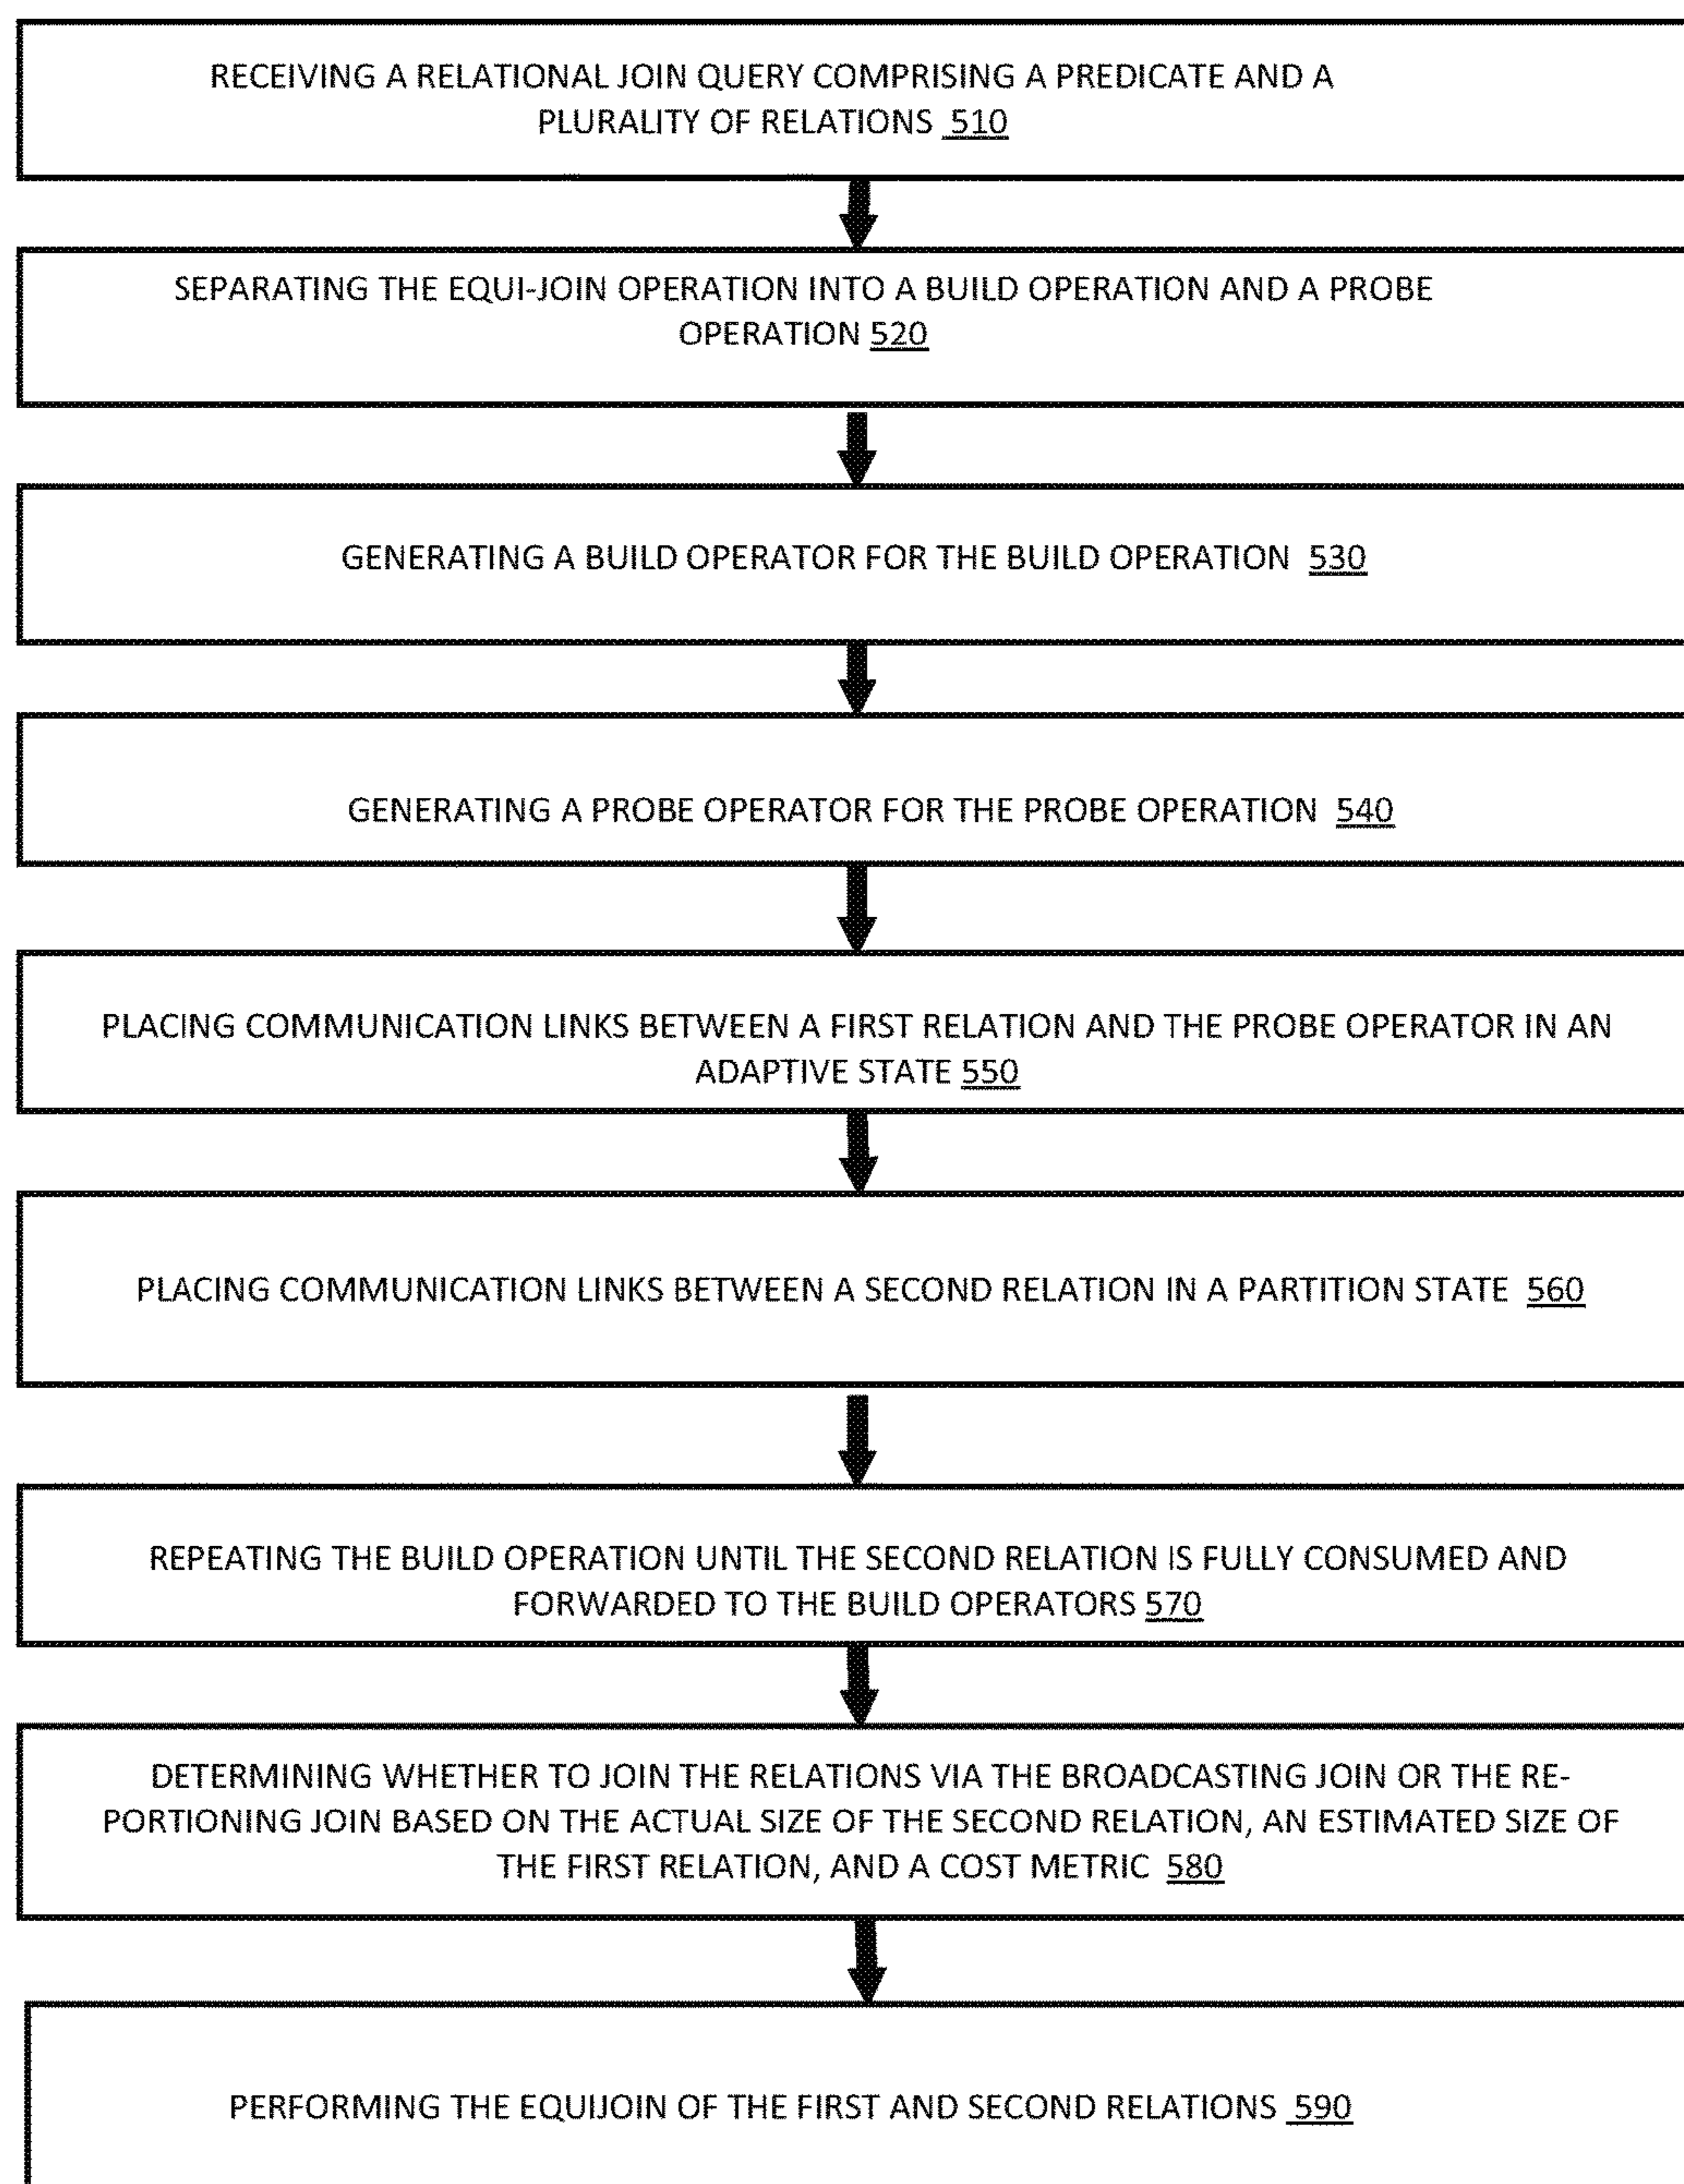 RECEIVING A RELATIONAL JOIN QUERY COMPRISING A PREDICATE AND A
PLURALITY OF RELATIONS 510
SEPARATING THE EQUI-JOIN OPERATION INTO A BUILD OPERATION AND A PROBE
OPERATION 520
GENERATING A BUILD OPERATOR FOR THE BUILD OPERATION 530
GENERATING A PROBE OPERATOR FOR THE PROBE OPERATION 540
PLACING COMMUNICATION LINKS BETWEEN A FIRST RELATION AND THE PROBE OPERATOR IN AN
ADAPTIVE STATE 550
PLACING COMMUNICATION LINKS BETWEEN A SECOND RELATION IN A PARTITION STATE 560
REPEATING THE BUILD OPERATION UNTIL THE SECOND RELATION IS FULLY CONSUMED AND
FORWARDED TO THE BUILD OPERATORS 570
DETERMINING WHETHER TO JOIN THE RELATIONS VIA THE BROADCASTING JOIN OR THE RE-
PORTIONING JOIN BASED ON THE ACTUAL SIZE OF THE SECOND RELATION, AN ESTIMATED SIZE OF
THE FIRST RELATION, AND A COST METRIC 580
PERFORMING THE EQUIJOIN OF THE FIRST AND SECOND RELATIONS 590